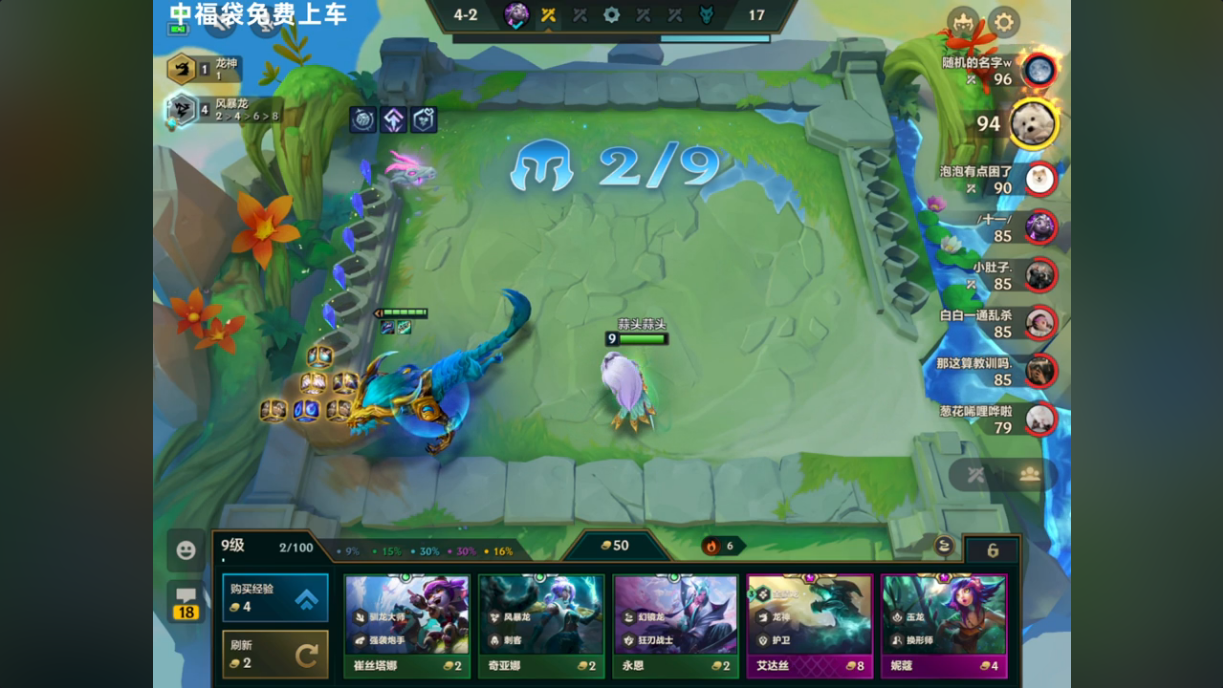 中福袋免费上车
4-2
17
1 龙神
1
4 风暴龙
2 > 4 > 6 > 8
2/9
随机的名字w
96
94
泡泡有点困了
90
/十一/
85
小肚子.
85
白白一通乱杀
85
那这算教训吗.
85
葱花唏哩哗啦
79
蒜头蒜头
9
9级
2/100
9%
15%
30%
30%
16%
50
6
6
购买经验
4
刷新
2
18
驯龙大师
强袭炮手
崔丝塔娜
2
风暴龙
刺客
奇亚娜
2
幻镜龙
狂刃战士
永恩
2
龙神
护卫
艾达丝
8
玉龙
换形师
妮蔻
4